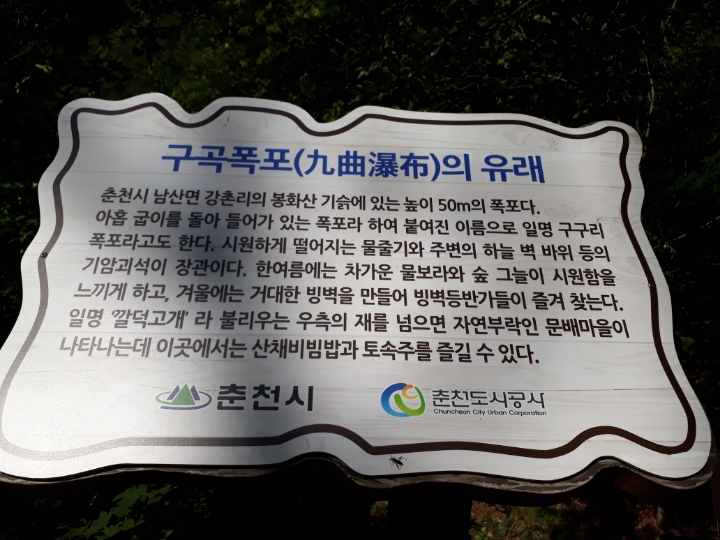 구곡폭포(九曲瀑布)의 유래
춘천시 남산면 강촌리의 봉화산 기슭에 있는 높이 50m의 폭포다.
아홉 굽이를 돌아 들어가 있는 폭포라 하여 붙여진 이름으로 일명 구구리
폭포라고도 한다. 시원하게 떨어지는 물줄기와 주변의 하늘 벽 바위 등의
기암괴석이 장관이다. 한여름에는 차가운 물보라와 숲 그늘이 시원함을
느끼게 하고, 겨울에는 거대한 빙벽을 만들어 빙벽등반가들이 즐겨 찾는다.
일명 '깔덕고개' 라 불리우는 우측의 재를 넘으면 자연부락인 문배마을이
나타나는데 이곳에서는 산채비빔밥과 토속주를 즐길 수 있다.
춘천시
춘천도시공사
Chuncheon City Urban Corporation